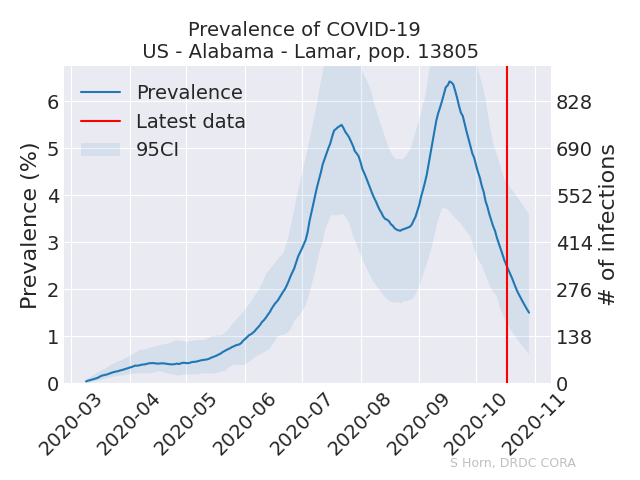 Prevalence of COVID-19
US - Alabama - Lamar, pop. 13805
Prevalence
Latest data
95CI
Prevalence (%)
6
5
4
3
2
1
0
828
690
552
414
276
138
0
# of infections
2020-03
2020-04
2020-05
2020-06
2020-07
2020-08
2020-09
2020-10
2020-11
S Horn, DRDC CORA